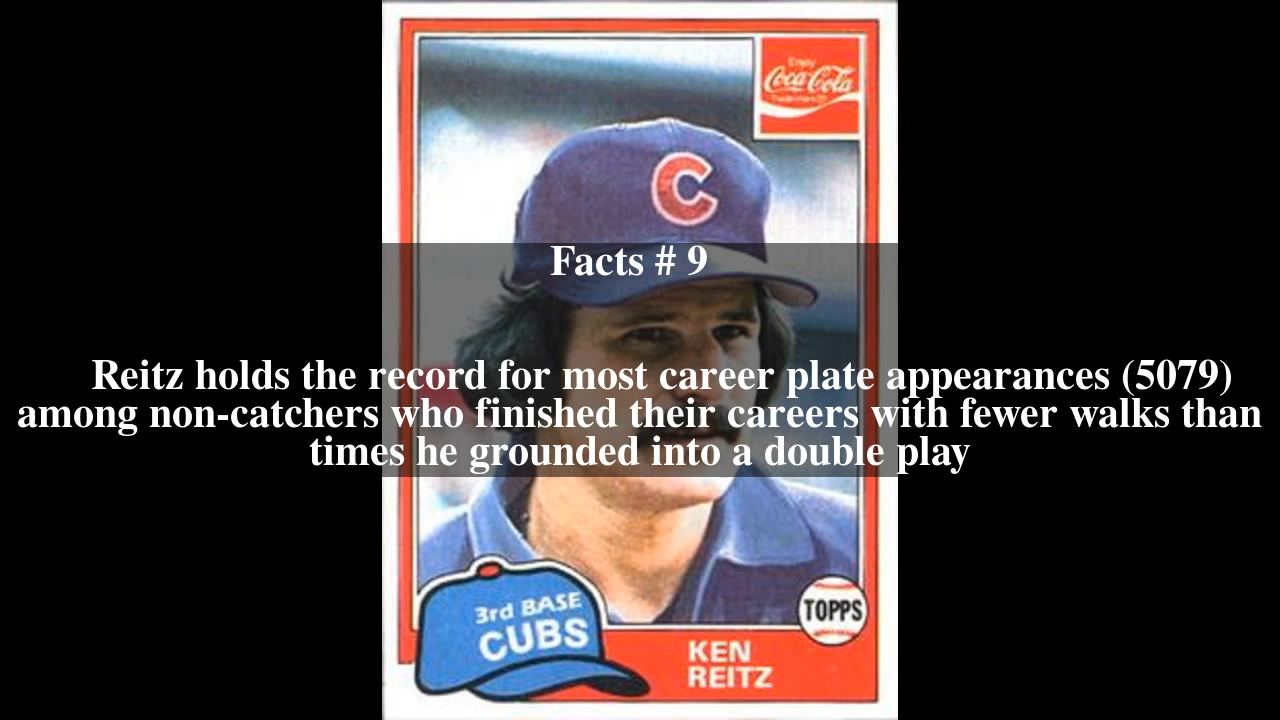 Enjoy
Coca-Cola
C
Facts # 9
Reitz holds the record for most career plate appearances (5079)
among non-catchers who finished their careers with fewer walks than
times he grounded into a double play
3rd BASE
CUBS
TOPPS
KEN
REITZ